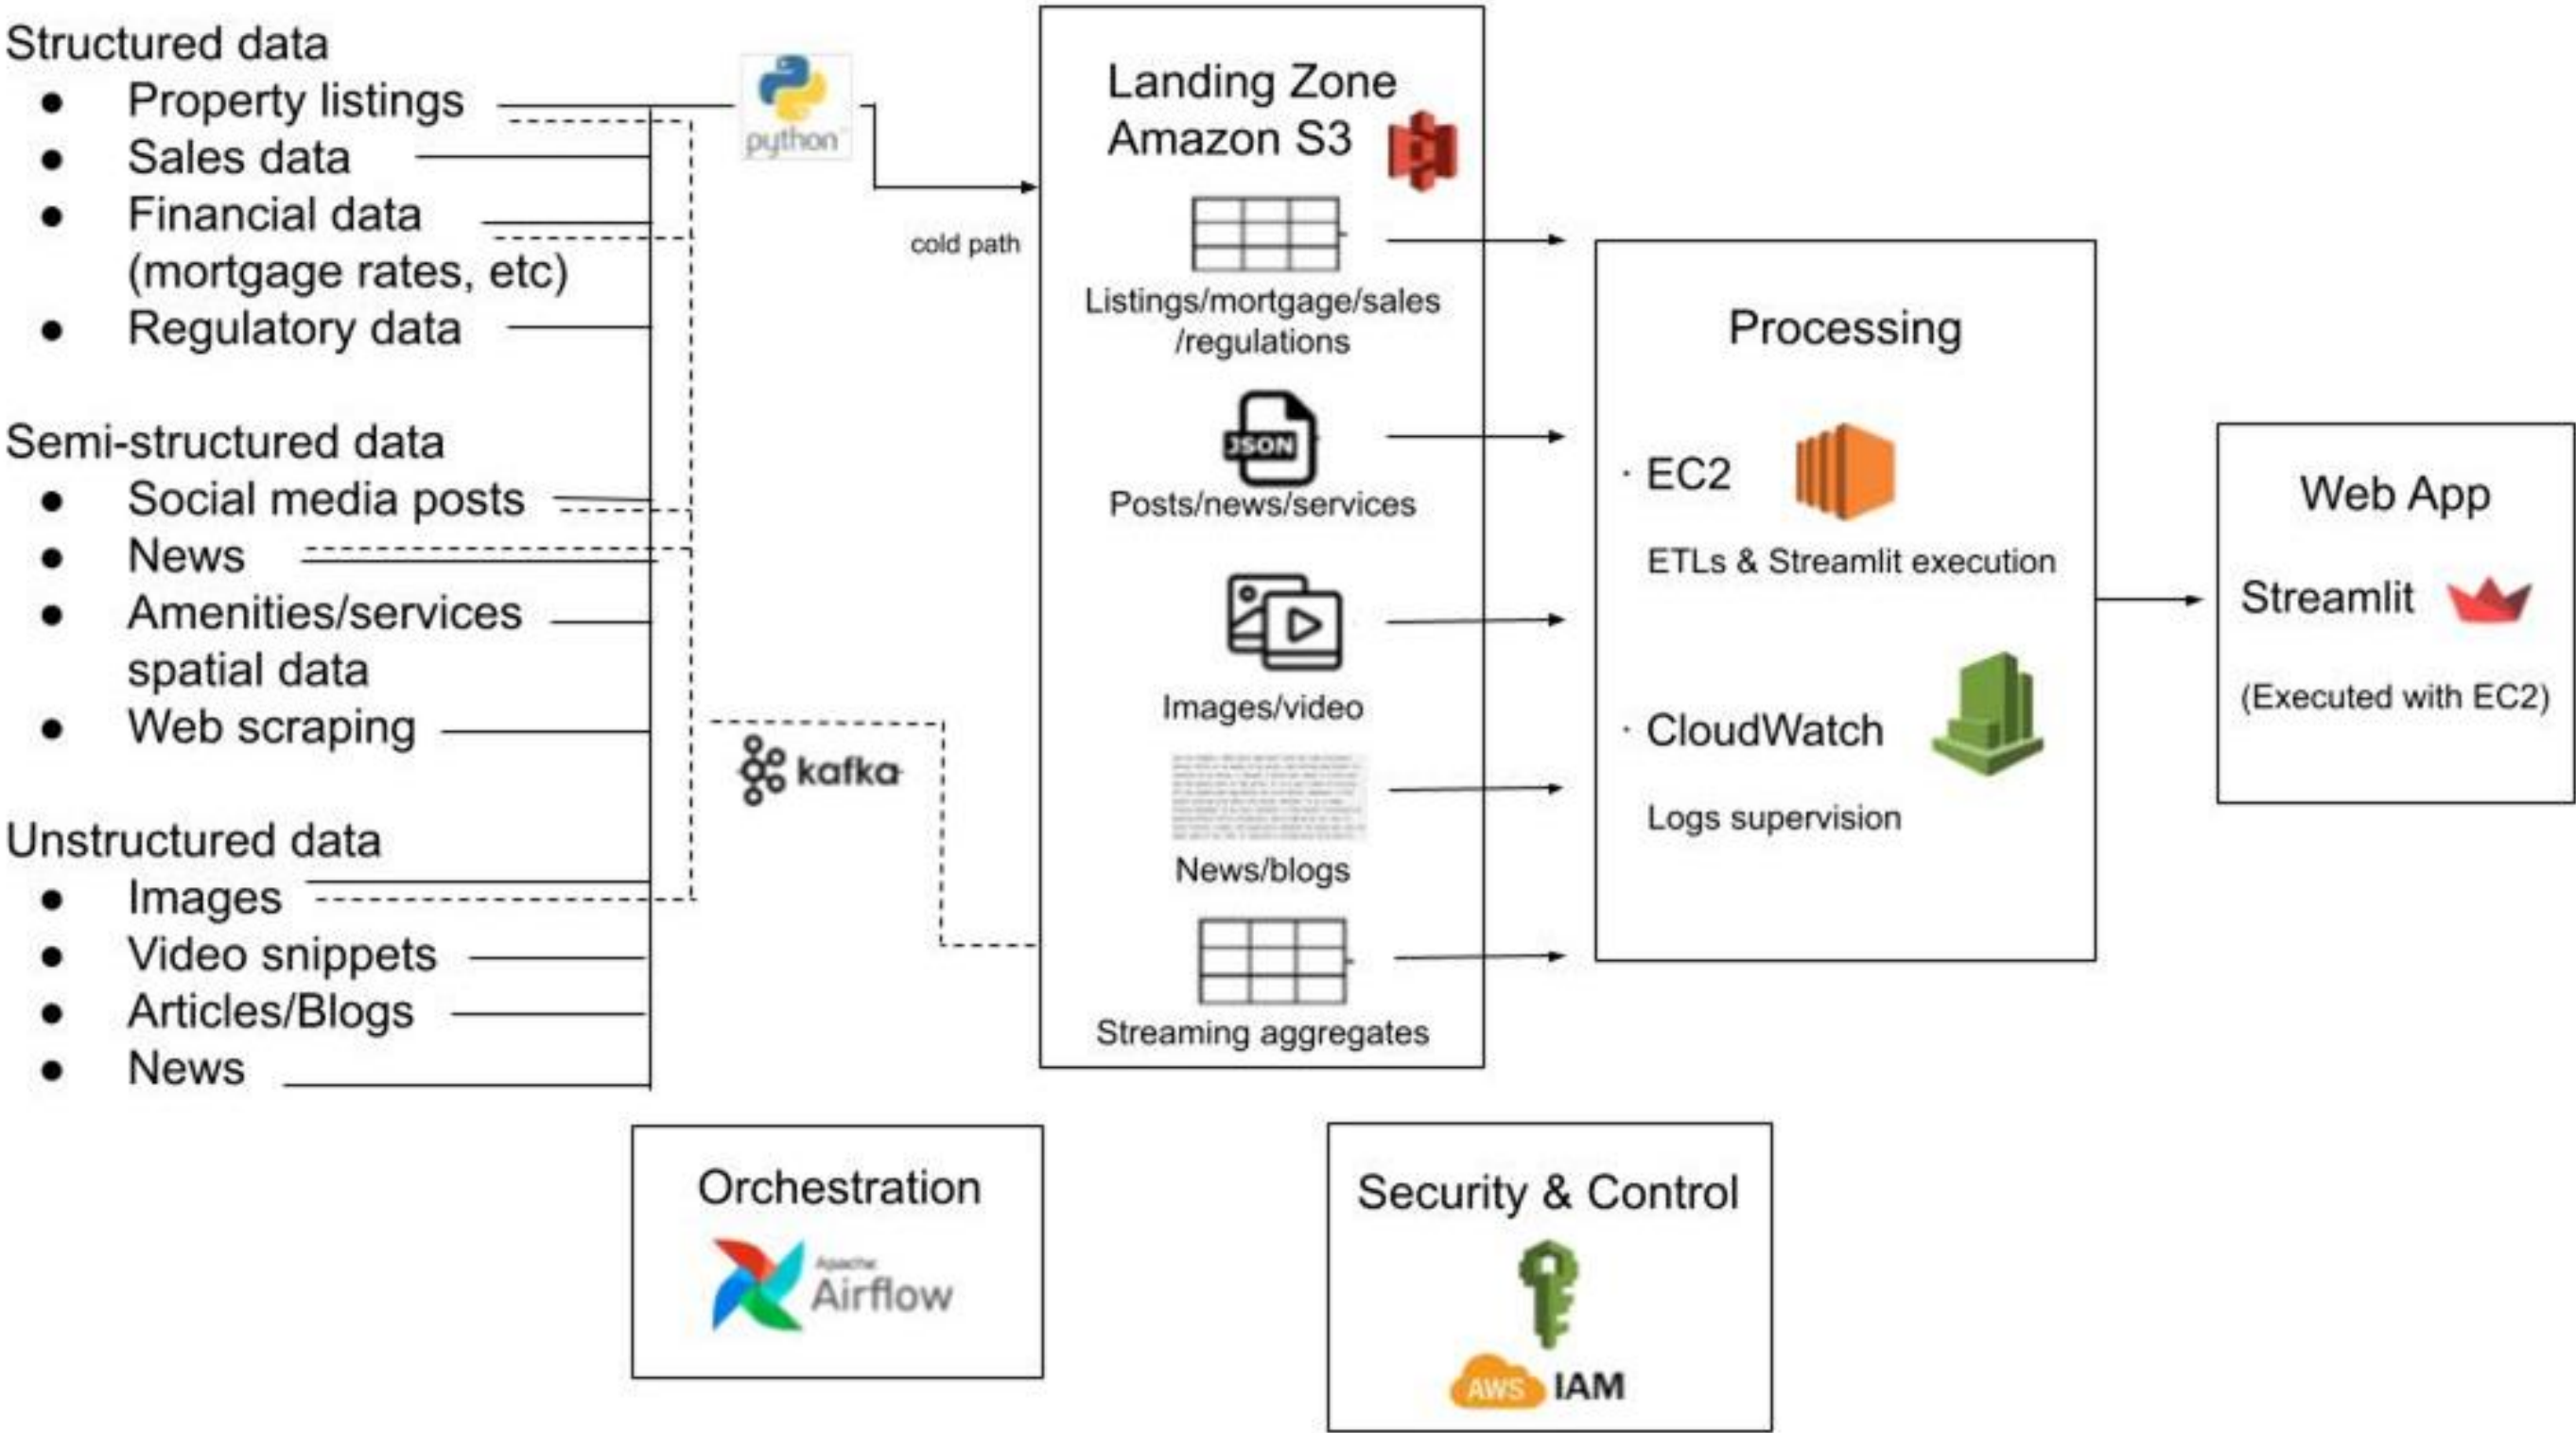 Structured data
● Property listings
● Sales data
● Financial data
(mortgage rates, etc)
● Regulatory data
Semi-structured data
● Social media posts
● News
● Amenities/services
spatial data
● Web scraping
Unstructured data
● Images
● Video snippets
● Articles/Blogs
● News
python
cold path
kafka
Landing Zone
Amazon S3
Listings/mortgage/sales
/regulations
JSON
Posts/news/services
Images/video
News/blogs
Streaming aggregates
Processing
· EC2
ETLs & Streamlit execution
· CloudWatch
Logs supervision
Web App
Streamlit
(Executed with EC2)
Orchestration
Apache
Airflow
Security & Control
AWS IAM